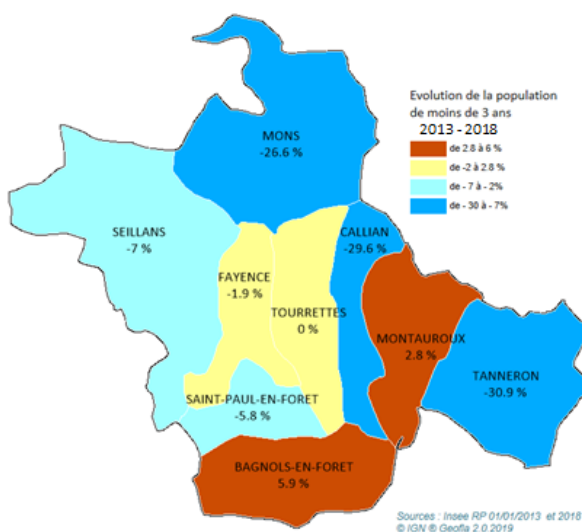 Evolution de la population
de moins de 3 ans
2013 - 2018
de 2.8 à 6 %
de -2 à 2.8 %
de - 7 à - 2%
de - 30 à - 7%
MONS
-26.6 %
SEILLANS
-7 %
CALLIAN
-29.6 %
FAYENCE
-1.9 %
TOURRETTES
0 %
MONTAUROUX
2.8 %
TANNERON
-30.9 %
SAINT-PAUL-EN-FORET
-5.8 %
BAGNOLS-EN-FORET
5.9 %
Sources : Insee RP 01/01/2013 et 2018
© IGN ® Geofla 2.0 2019